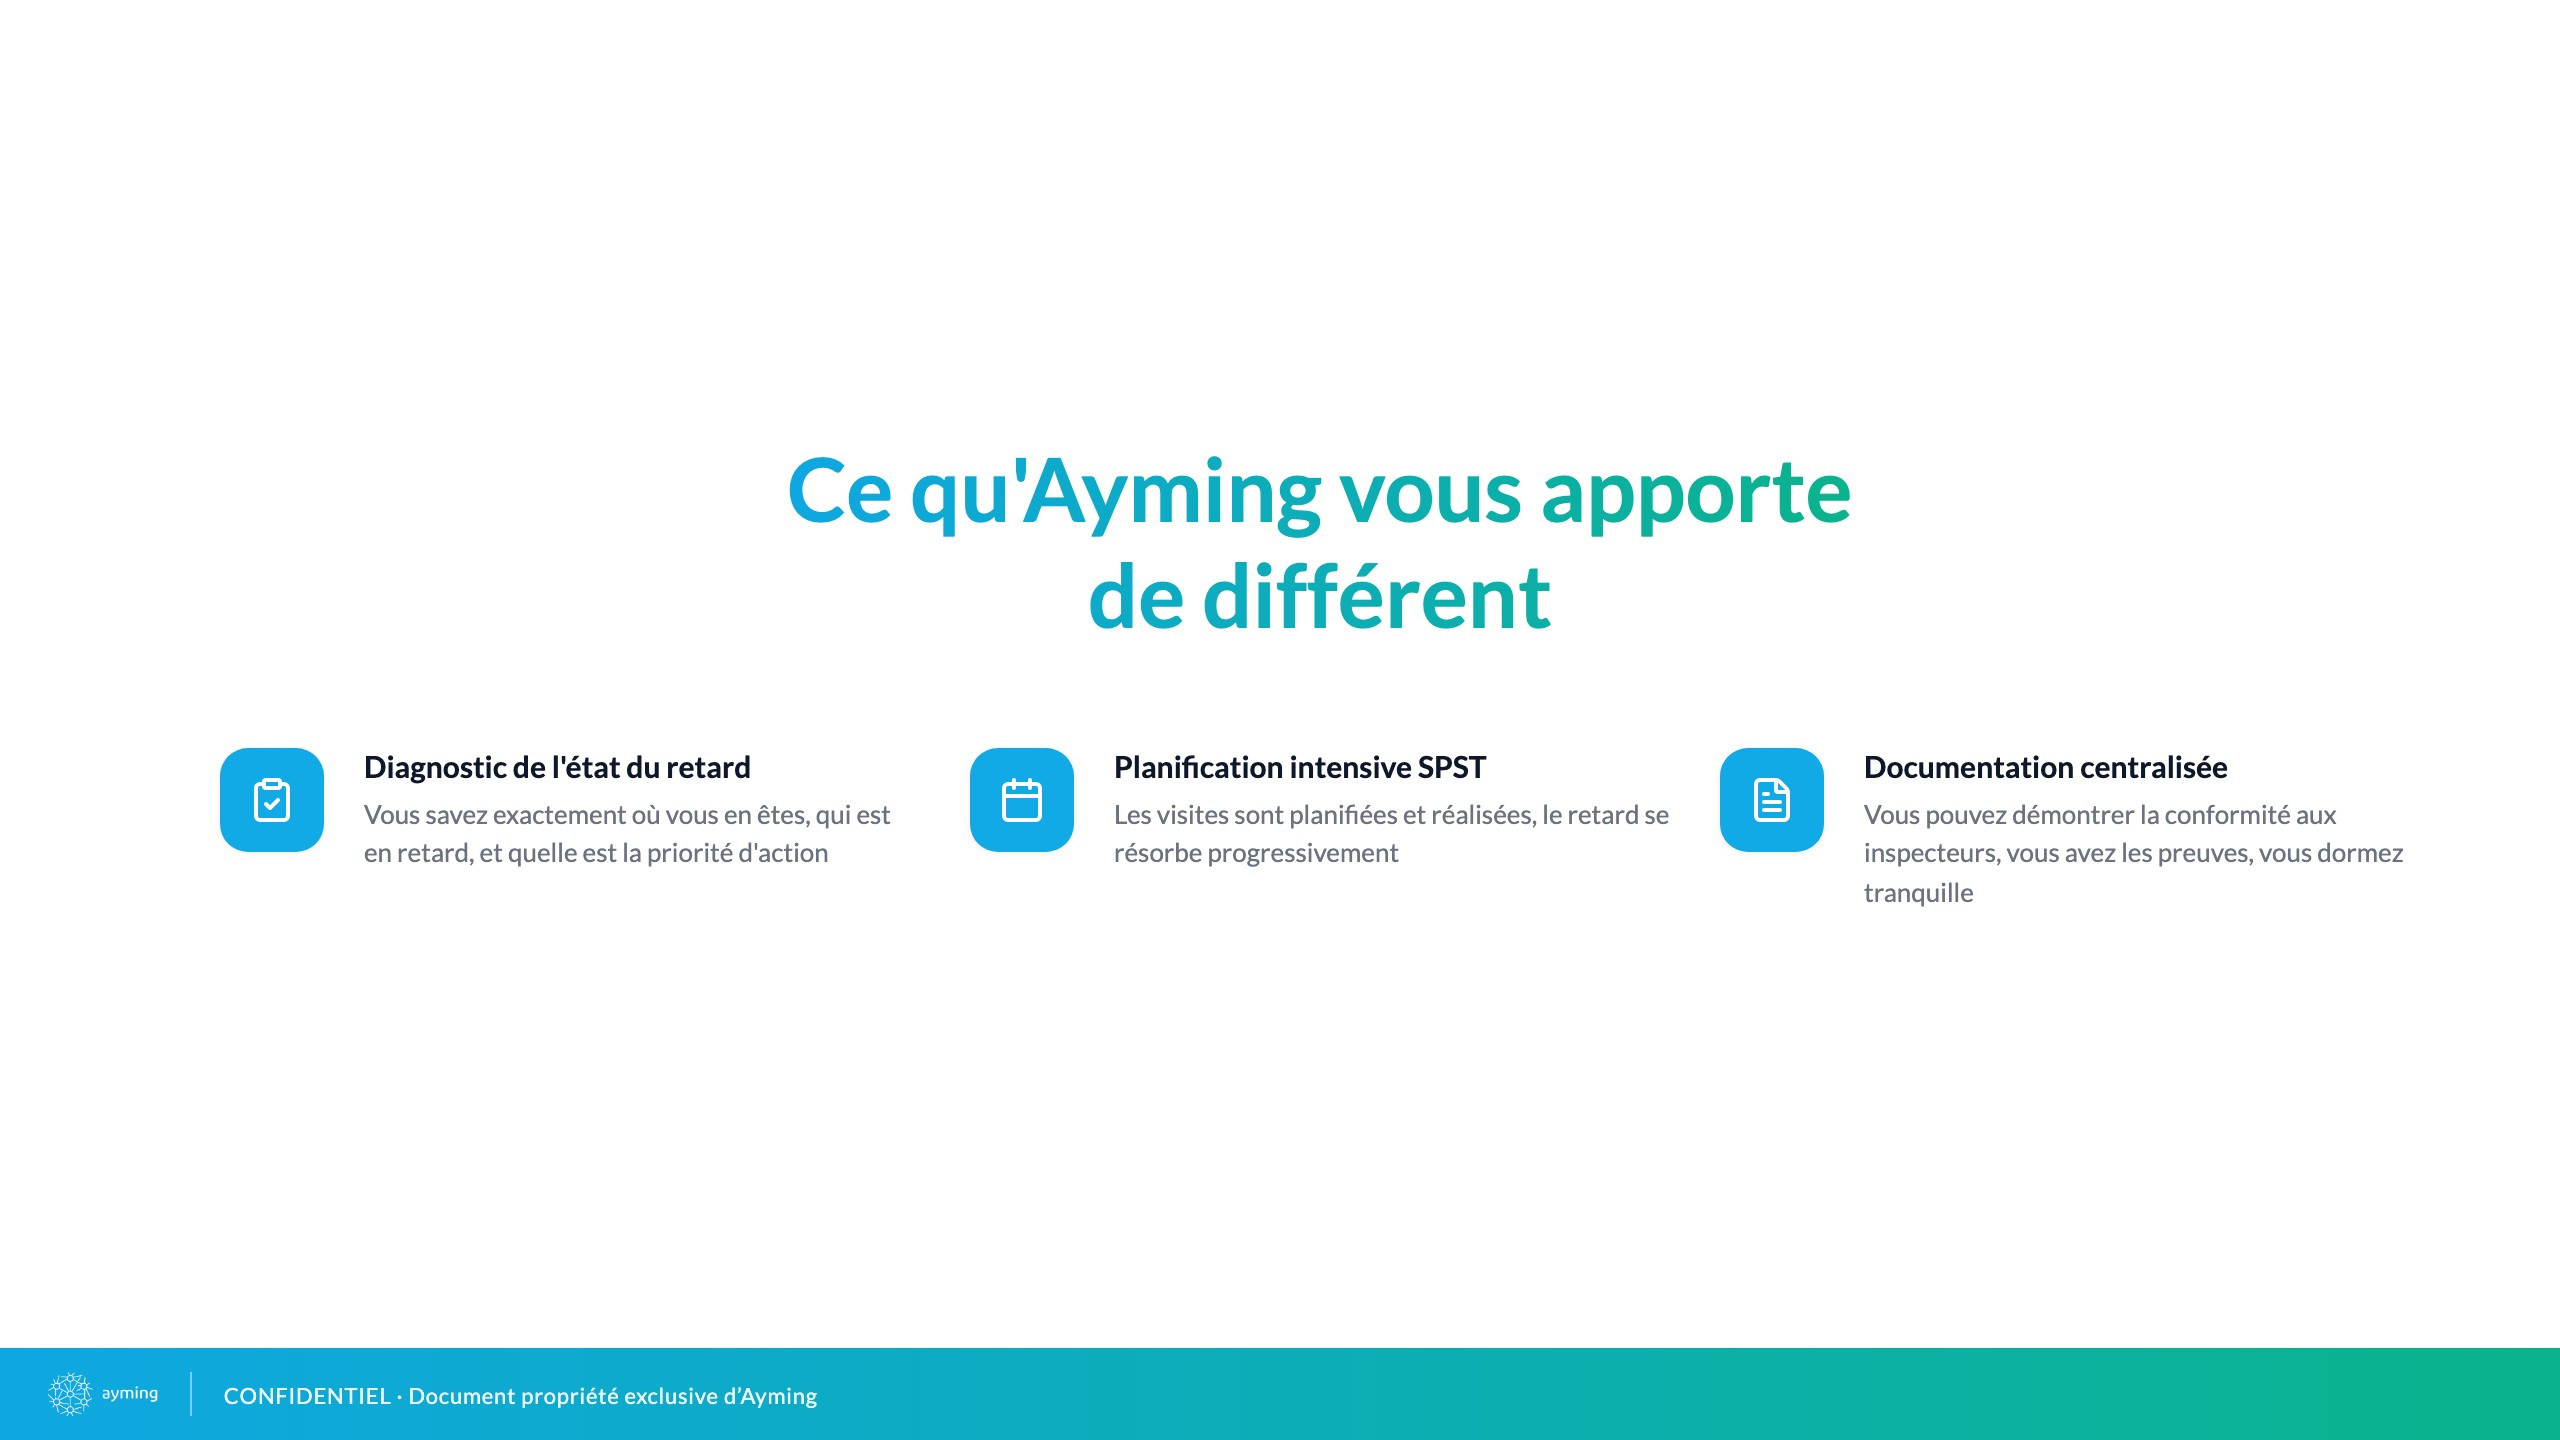 Ce qu'Ayming vous apporte
de différent
Diagnostic de l'état du retard
Vous savez exactement où vous en êtes, qui est
en retard, et quelle est la priorité d'action
Planification intensive SPST
Les visites sont planifiées et réalisées, le retard se
résorbe progressivement
Documentation centralisée
Vous pouvez démontrer la conformité aux
inspecteurs, vous avez les preuves, vous dormez
tranquille
ayming
CONFIDENTIEL · Document propriété exclusive d’Ayming